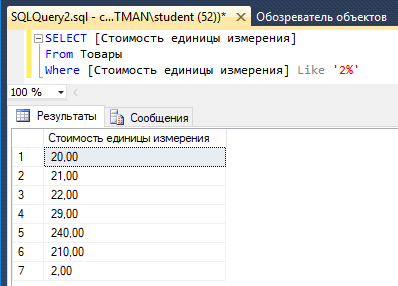 SQLQuery2.sql - c...TMAN\student (52))* Обозреватель объектов
SELECT [Стоимость единицы измерения]
From Товары
Where [Стоимость единицы измерения] Like '2%'
100 %
Результаты Сообщения
Стоимость единицы измерения
1 20,00
2 21,00
3 22,00
4 29,00
5 240,00
6 210,00
7 2,00